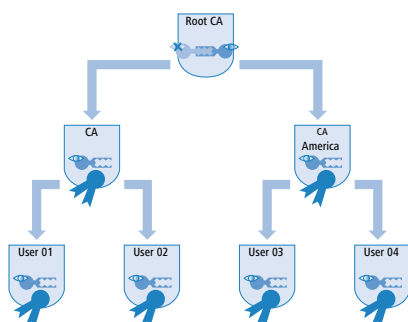 Root CA
CA
CA
America
User 01
User 02
User 03
User 04